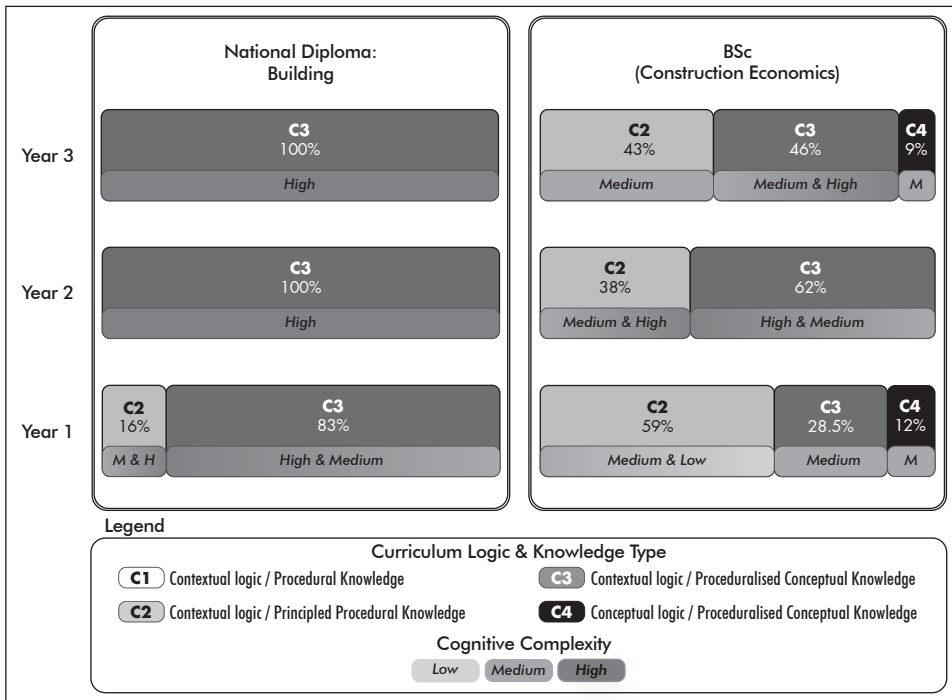 National Diploma:
Building
BSc
(Construction Economics)
Year 3
C3
100%
High
C2
43%
Medium
C3
46%
Medium & High
C4
9%
M
Year 2
C3
100%
High
C2
38%
Medium & High
C3
62%
High & Medium
Year 1
C2
16%
M & H
C3
83%
High & Medium
C2
59%
Medium & Low
C3
28.5%
Medium
C4
12%
M
Legend
Curriculum Logic & Knowledge Type
C1 Contextual logic / Procedural Knowledge
C3 Contextual logic / Proceduralised Conceptual Knowledge
C2 Contextual logic / Principled Procedural Knowledge
C4 Conceptual logic / Proceduralised Conceptual Knowledge
Cognitive Complexity
Low Medium High